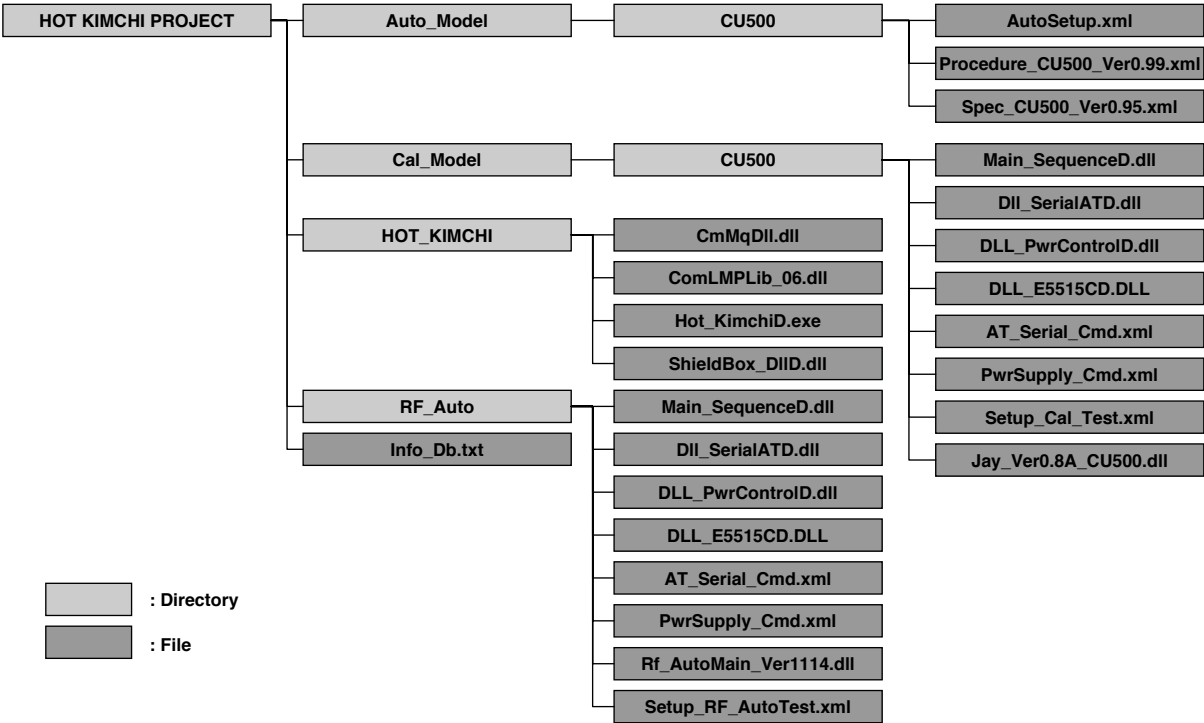 HOT KIMCHI PROJECT
Auto_Model
CU500
AutoSetup.xml
Procedure_CU500_Ver0.99.xml
Spec_CU500_Ver0.95.xml
Cal_Model
CU500
Main_SequenceD.dll
Dll_SerialATD.dll
DLL_PwrControlD.dll
DLL_E5515CD.DLL
AT_Serial_Cmd.xml
PwrSupply_Cmd.xml
Setup_Cal_Test.xml
Jay_Ver0.8A_CU500.dll
HOT_KIMCHI
CmMqDll.dll
ComLMPLib_06.dll
Hot_KimchiD.exe
ShieldBox_DllD.dll
RF_Auto
Main_SequenceD.dll
Dll_SerialATD.dll
DLL_PwrControlD.dll
DLL_E5515CD.DLL
AT_Serial_Cmd.xml
PwrSupply_Cmd.xml
Rf_AutoMain_Ver1114.dll
Setup_RF_AutoTest.xml
Info_Db.txt
: Directory
: File